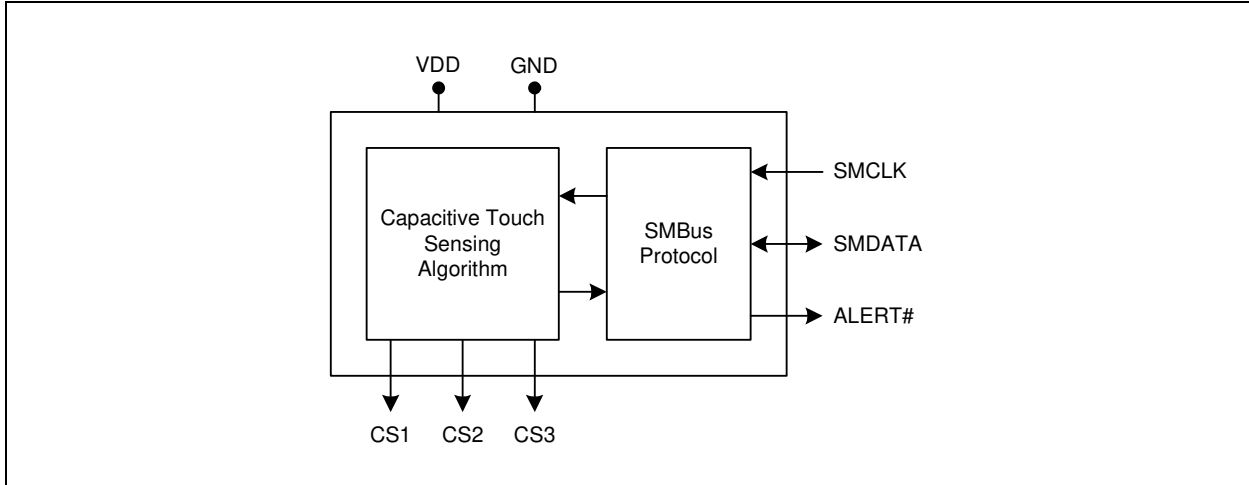 VDD
GND
Capacitive Touch
Sensing
Algorithm
SMBus
Protocol
SMCLK
SMDATA
ALERT#
CS1
CS2
CS3